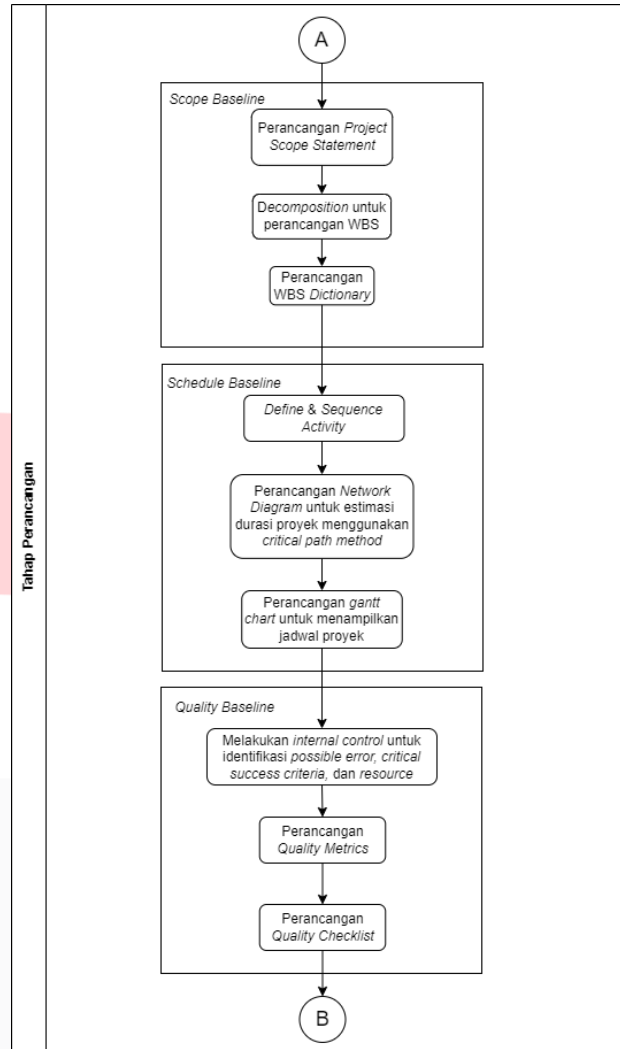 A
Scope Baseline
Perancangan Project
Scope Statement
Decomposition untuk
perancangan WBS
Perancangan
WBS Dictionary
Tahap Perancangan
Schedule Baseline
Define & Sequence
Activity
Perancangan Network
Diagram untuk estimasi
durasi proyek menggunakan
critical path method
Perancangan gantt
chart untuk menampilkan
jadwal proyek
Quality Baseline
Melakukan internal control untuk
identifikasi possible error, critical
success criteria, dan resource
Perancangan
Quality Metrics
Perancangan
Quality Checklist
B